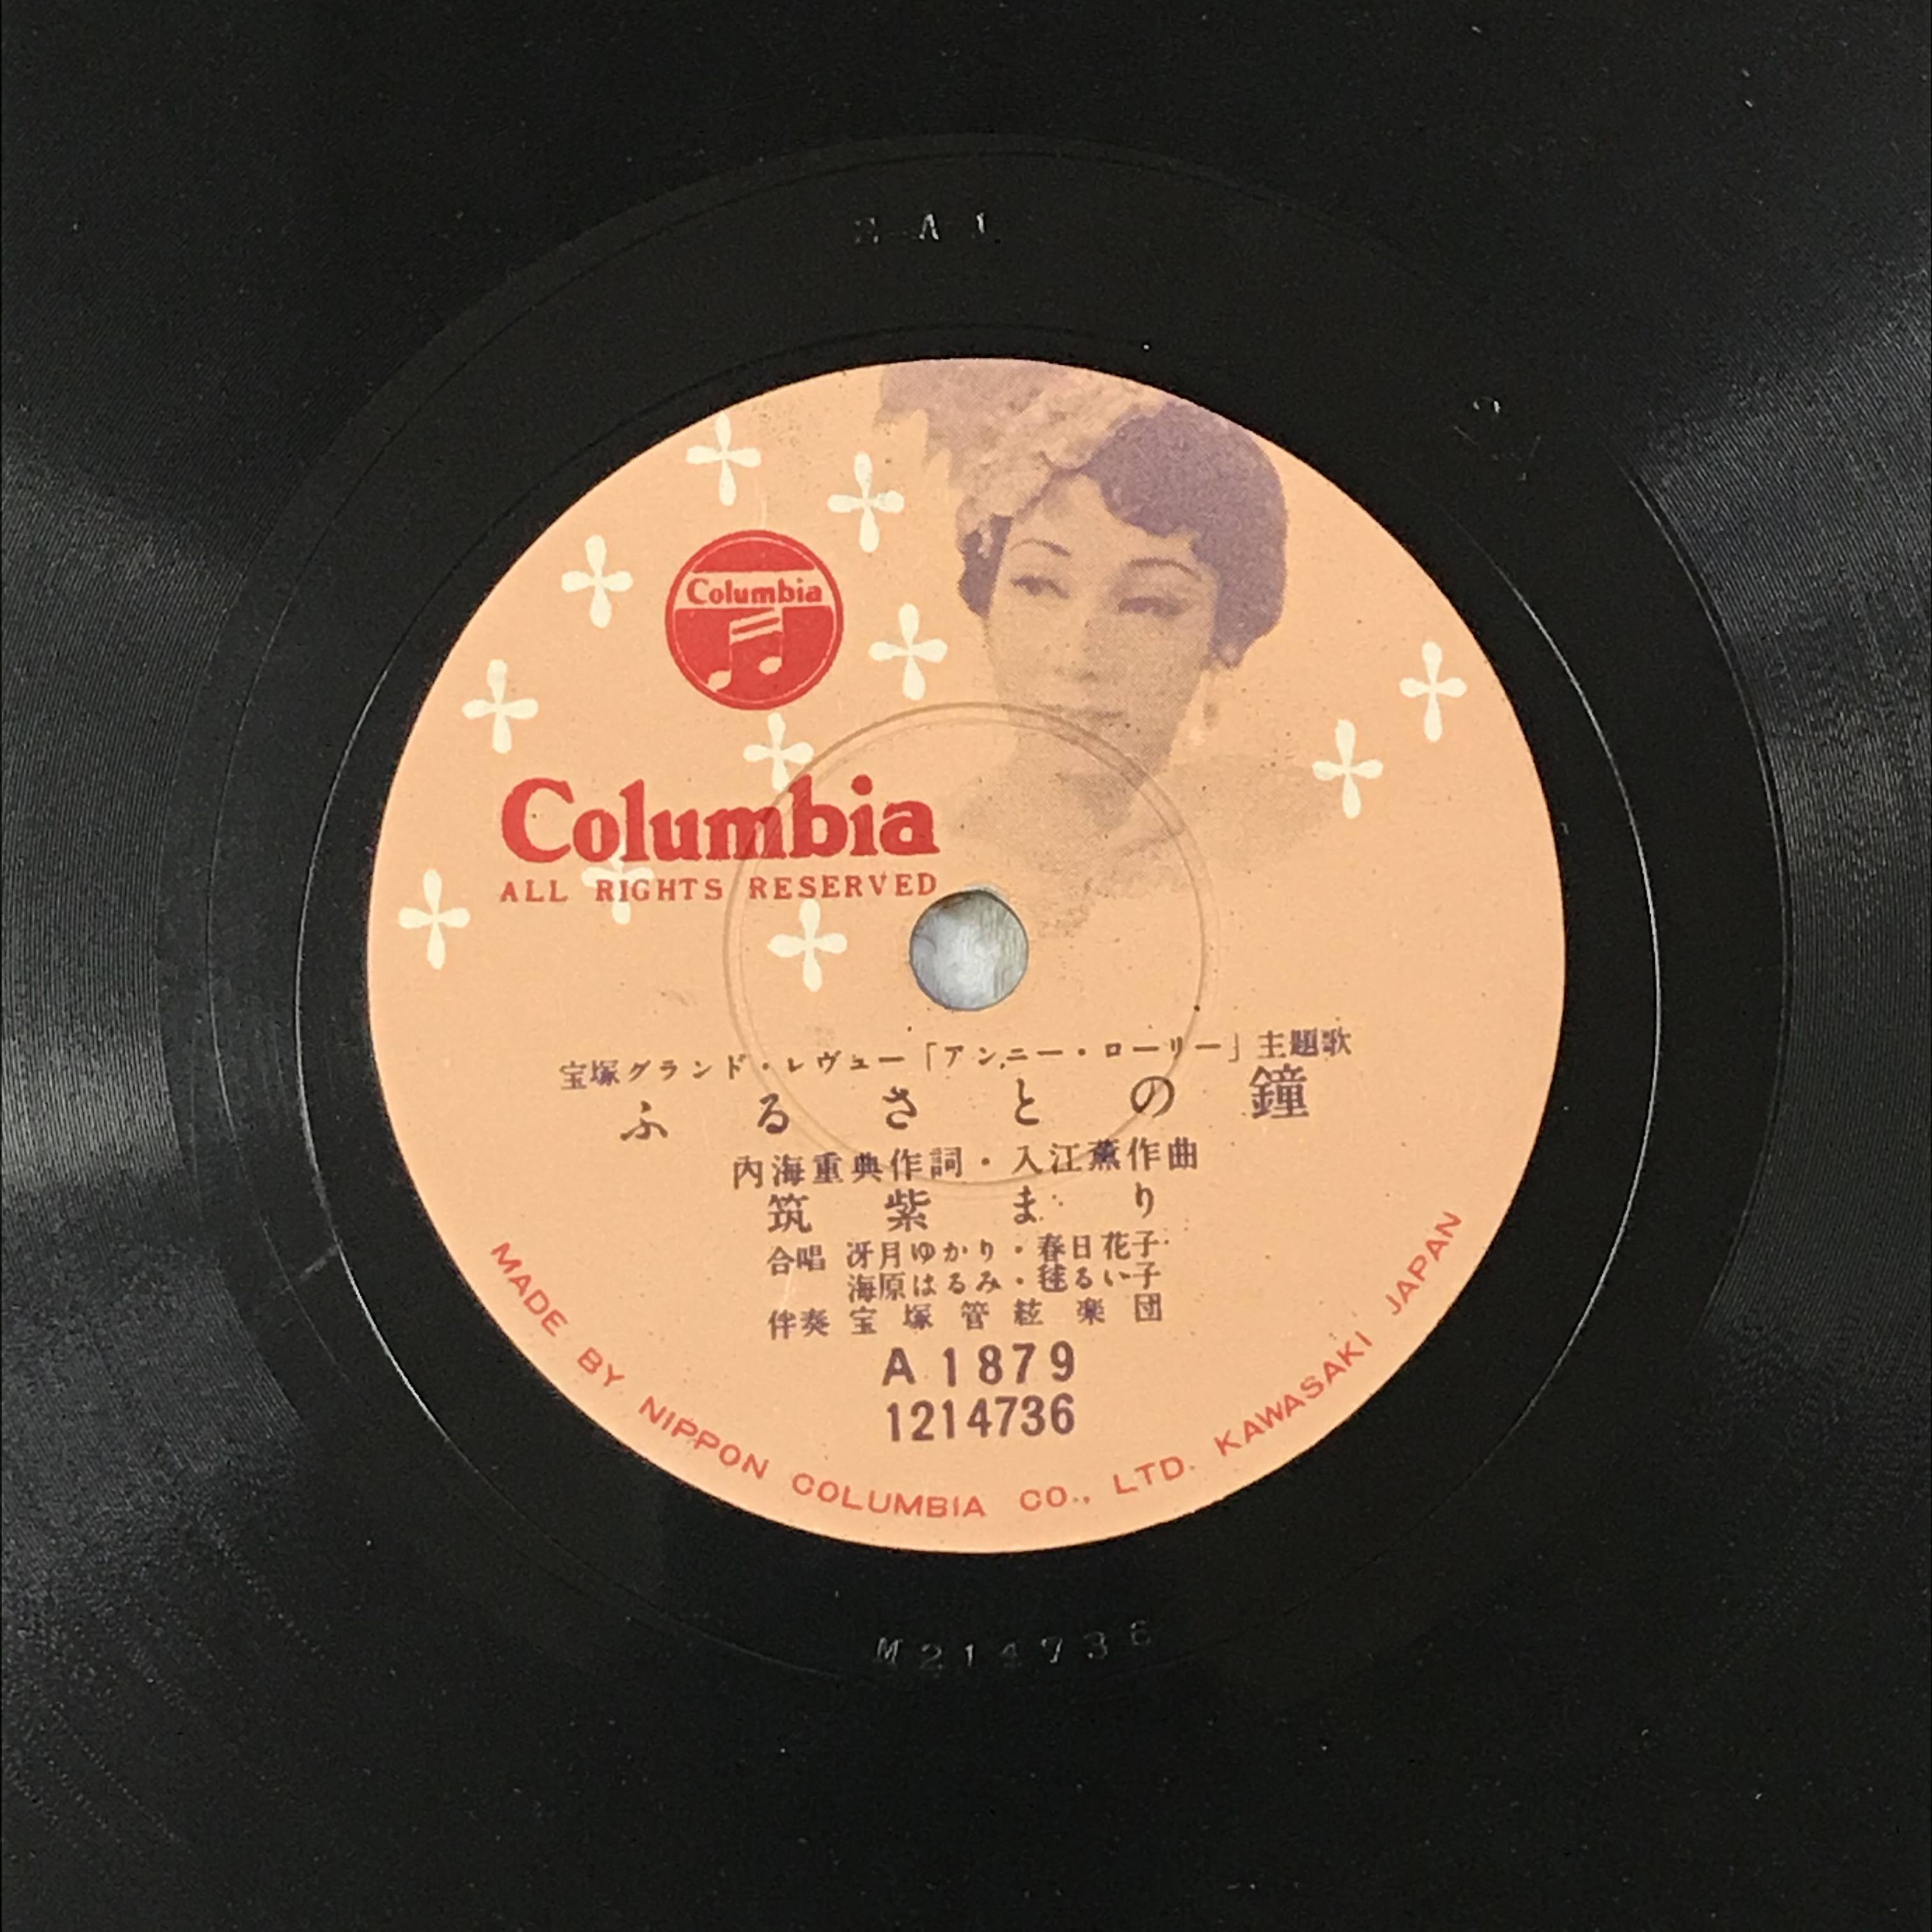 Columbia
Columbia
ALL RIGHTS RESERVED
宝塚グランド・レヴュー「アンニー・ローリー」主題歌
ふるさとの鐘
内海重典作詞・入江薫作曲
筑紫まり
合唱 冴月ゆかり・春日花子
海原はるみ・毬るい子
伴奏 宝塚管絃楽団
A1879
1214736
MADE BY NIPPON COLUMBIA CO., LTD. KAWASAKI JAPAN
M214736